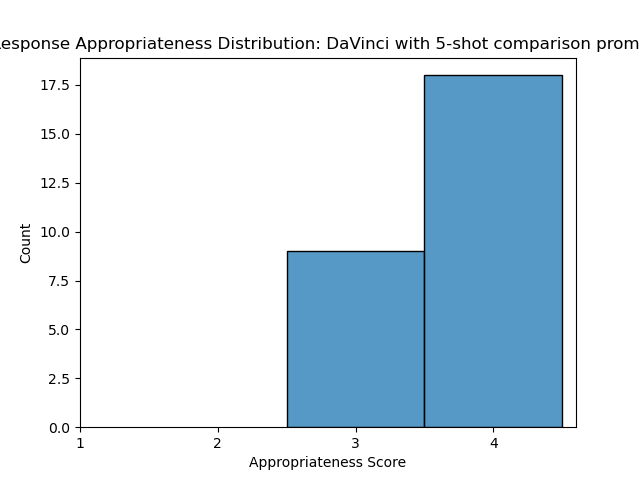 esponse Appropriateness Distribution: DaVinci with 5-shot comparison prom
17.5
15.0
12.5
10.0
7.5
5.0
2.5
0.0
Count
1 2 3 4
Appropriateness Score